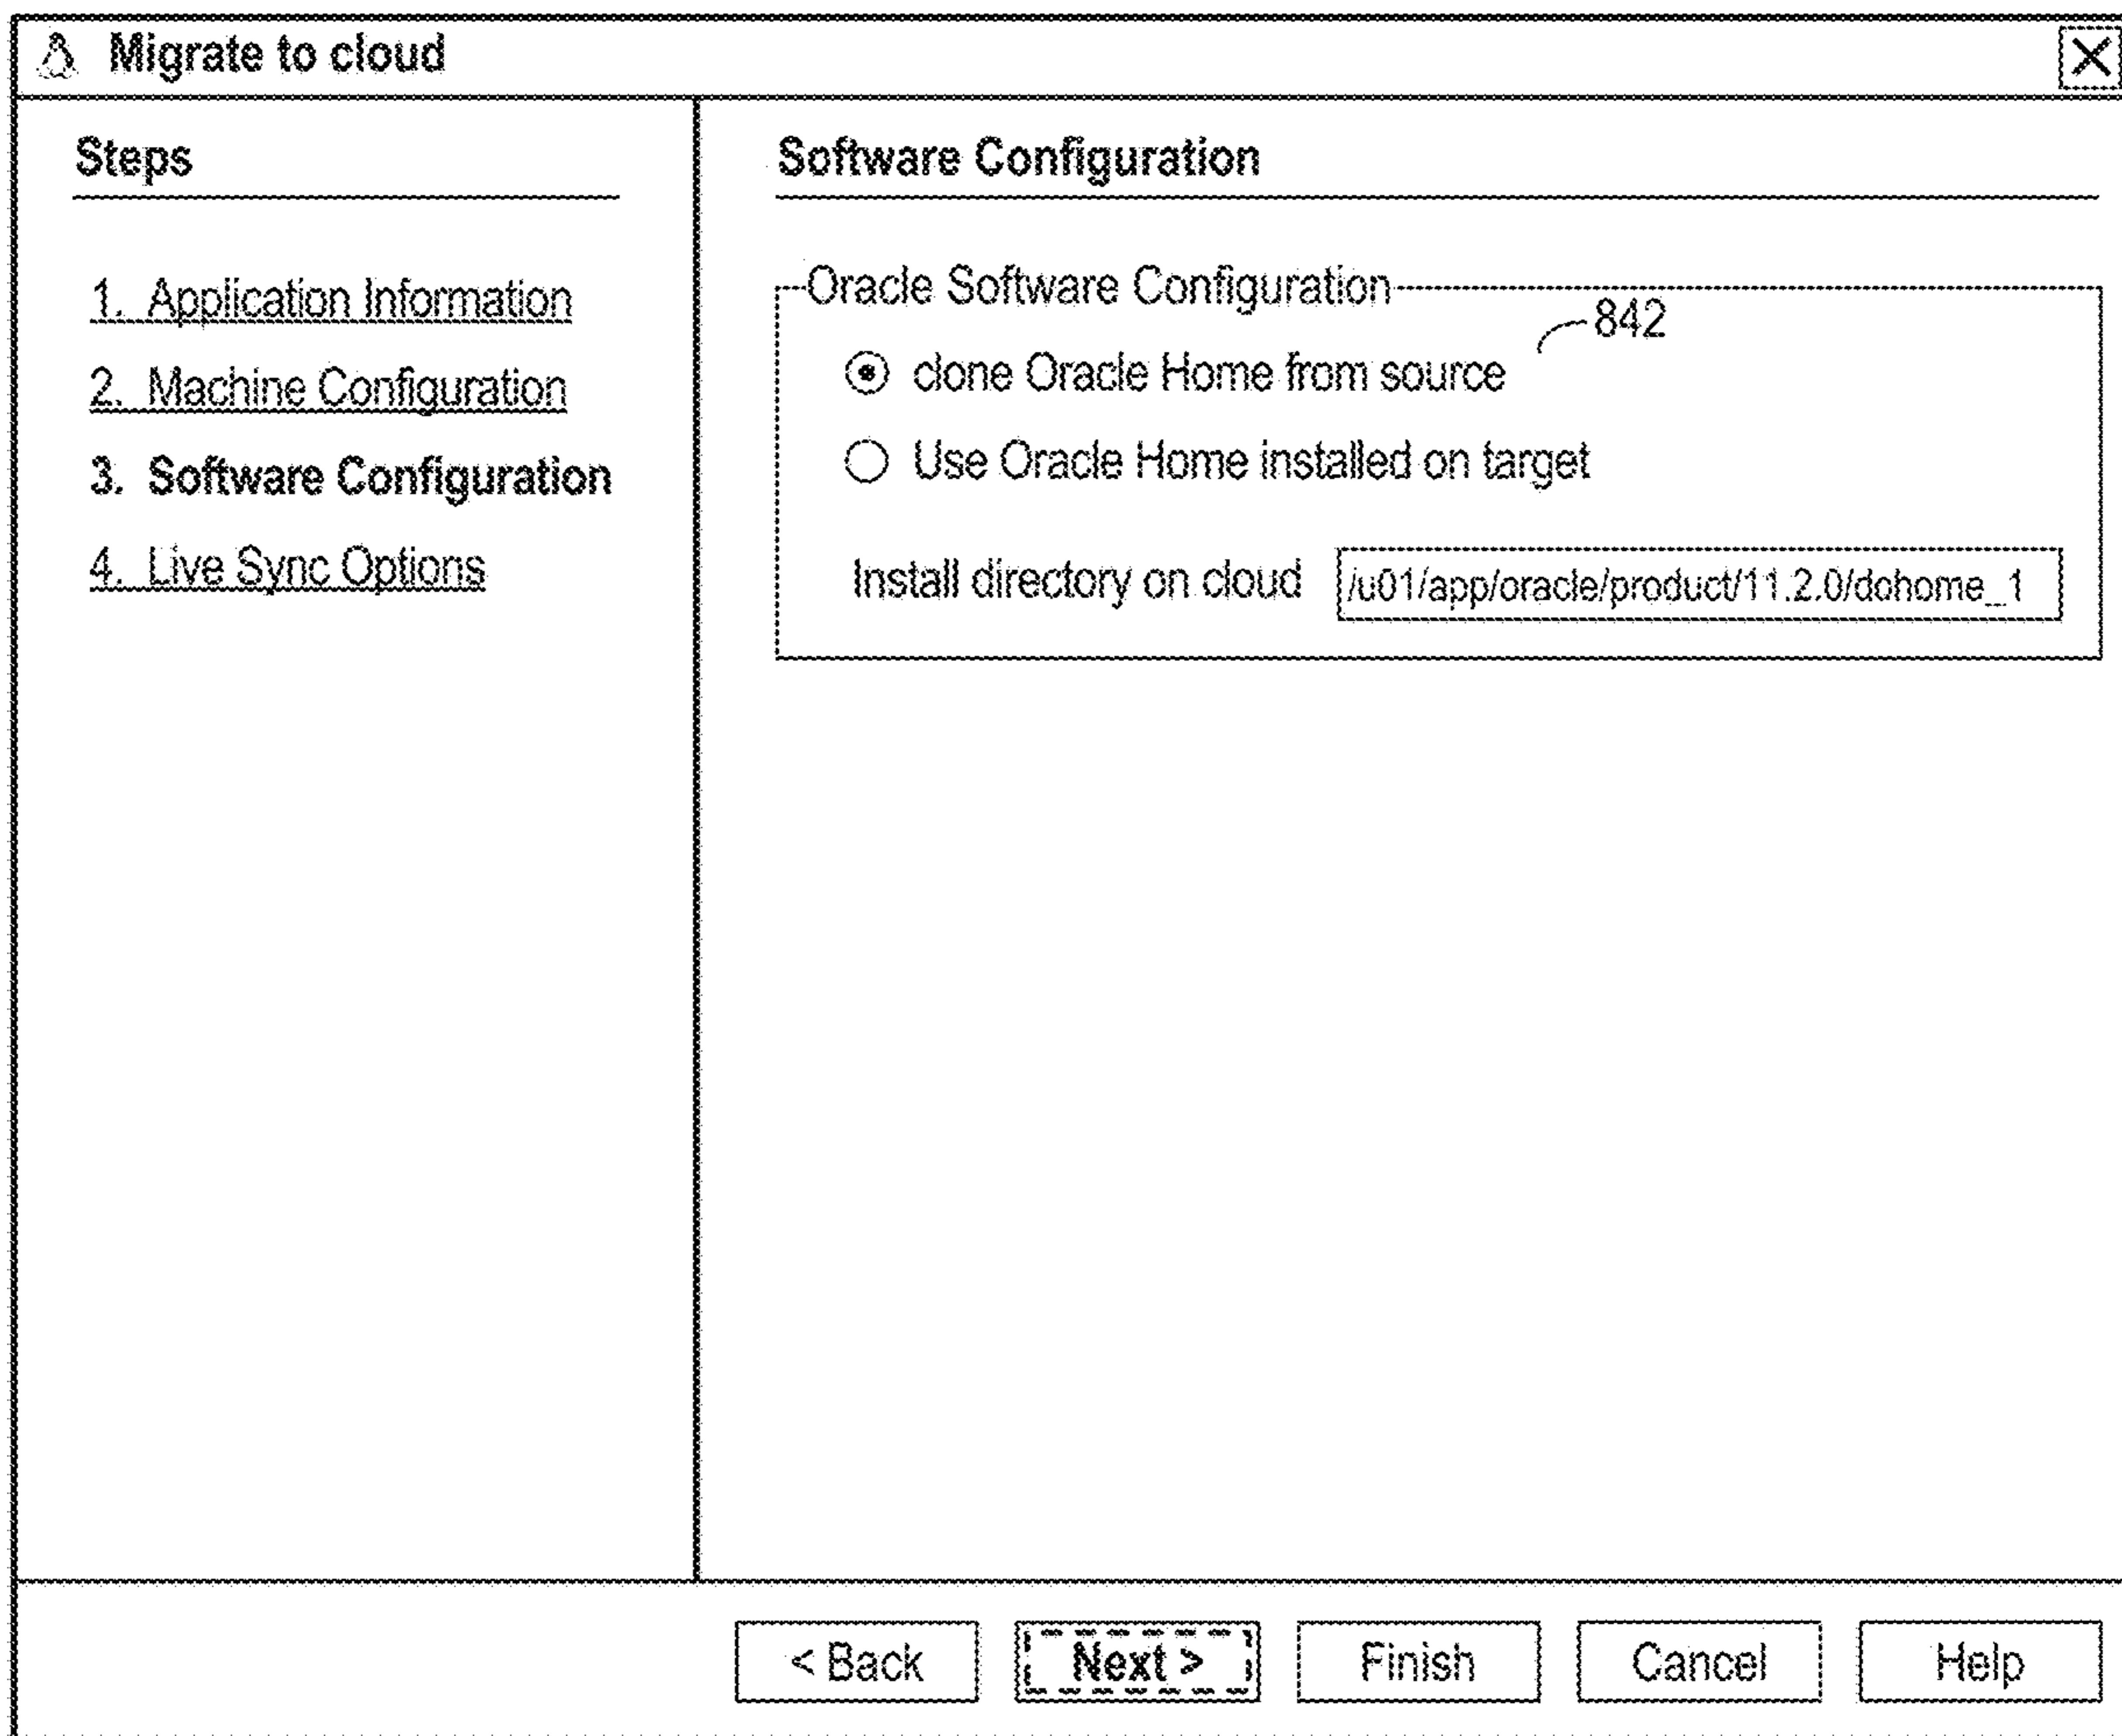 Migrate to cloud
Steps
1. Application Information
2. Machine Configuration
3. Software Configuration
4. Live Sync Options
Software Configuration
Oracle Software Configuration
842
clone Oracle Home from source
Use Oracle Home installed on target
Install directory on cloud /u01/app/oracle/product/11.2.0/dohome_1
< Back Next > Finish Cancel Help